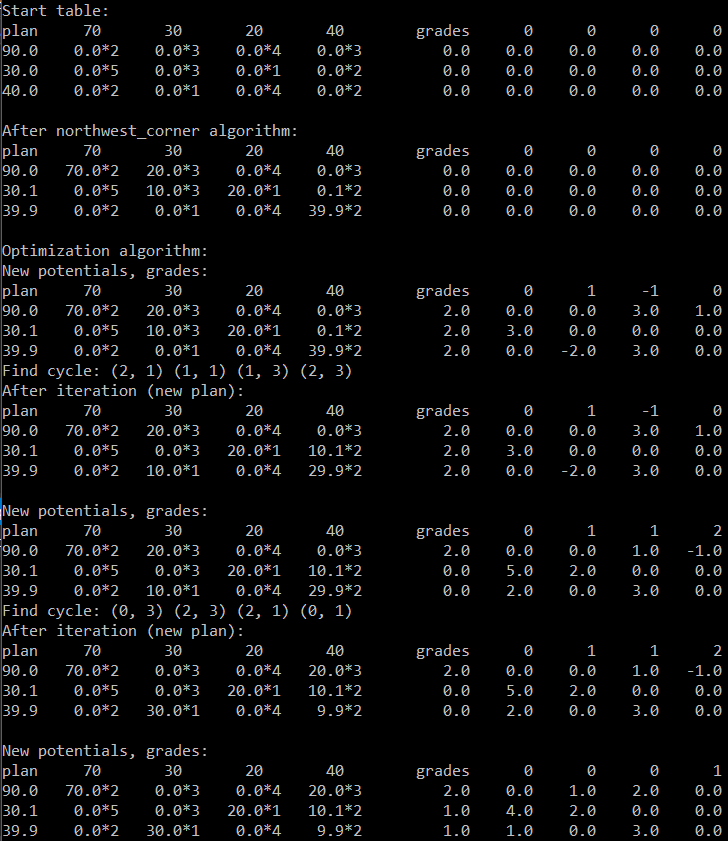 Start table:
plan 70 30 20 40 grades 0 0 0 0
90.0 0.0*2 0.0*3 0.0*4 0.0*3 0.0 0.0 0.0 0.0 0.0
30.0 0.0*5 0.0*3 0.0*1 0.0*2 0.0 0.0 0.0 0.0 0.0
40.0 0.0*2 0.0*1 0.0*4 0.0*2 0.0 0.0 0.0 0.0 0.0
After northwest_corner algorithm:
plan 70 30 20 40 grades 0 0 0 0
90.0 70.0*2 20.0*3 0.0*4 0.0*3 0.0 0.0 0.0 0.0 0.0
30.1 0.0*5 10.0*3 20.0*1 0.1*2 0.0 0.0 0.0 0.0 0.0
39.9 0.0*2 0.0*1 0.0*4 39.9*2 0.0 0.0 0.0 0.0 0.0
Optimization algorithm:
New potentials, grades:
plan 70 30 20 40 grades 0 1 -1 0
90.0 70.0*2 20.0*3 0.0*4 0.0*3 2.0 0.0 0.0 3.0 1.0
30.1 0.0*5 10.0*3 20.0*1 0.1*2 2.0 3.0 0.0 0.0 0.0
39.9 0.0*2 0.0*1 0.0*4 39.9*2 2.0 0.0 -2.0 3.0 0.0
Find cycle: (2, 1) (1, 1) (1, 3) (2, 3)
After iteration (new plan):
plan 70 30 20 40 grades 0 1 -1 0
90.0 70.0*2 20.0*3 0.0*4 0.0*3 2.0 0.0 0.0 3.0 1.0
30.1 0.0*5 0.0*3 20.0*1 10.1*2 2.0 3.0 0.0 0.0 0.0
39.9 0.0*2 10.0*1 0.0*4 29.9*2 2.0 0.0 -2.0 3.0 0.0
New potentials, grades:
plan 70 30 20 40 grades 0 1 1 2
90.0 70.0*2 20.0*3 0.0*4 0.0*3 2.0 0.0 0.0 1.0 -1.0
30.1 0.0*5 0.0*3 20.0*1 10.1*2 0.0 5.0 2.0 0.0 0.0
39.9 0.0*2 10.0*1 0.0*4 29.9*2 0.0 2.0 0.0 3.0 0.0
Find cycle: (0, 3) (2, 3) (2, 1) (0, 1)
After iteration (new plan):
plan 70 30 20 40 grades 0 1 1 2
90.0 70.0*2 0.0*3 0.0*4 20.0*3 2.0 0.0 0.0 1.0 -1.0
30.1 0.0*5 0.0*3 20.0*1 10.1*2 0.0 5.0 2.0 0.0 0.0
39.9 0.0*2 30.0*1 0.0*4 9.9*2 0.0 2.0 0.0 3.0 0.0
New potentials, grades:
plan 70 30 20 40 grades 0 0 0 1
90.0 70.0*2 0.0*3 0.0*4 20.0*3 2.0 0.0 1.0 2.0 0.0
30.1 0.0*5 0.0*3 20.0*1 10.1*2 1.0 4.0 2.0 0.0 0.0
39.9 0.0*2 30.0*1 0.0*4 9.9*2 1.0 1.0 0.0 3.0 0.0